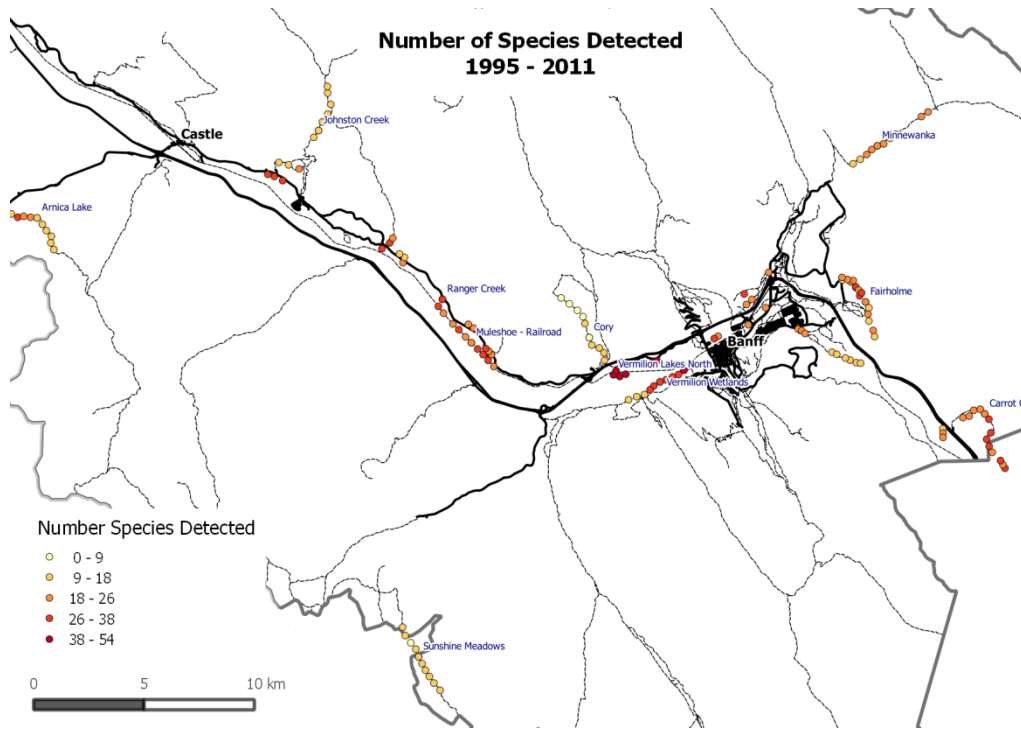 Number of Species Detected
1995 - 2011
Johnston Creek
Castle
Minnewanka
Arnica Lake
Ranger Creek
Fairholme
Muleshoe - Railroad
Cory
Banff
Vermilion Lakes North
Vermilion Wetlands
Carrot C
Number Species Detected
0 - 9
9 - 18
18 - 26
26 - 38
38 - 54
Sunshine Meadows
0 5 10 km